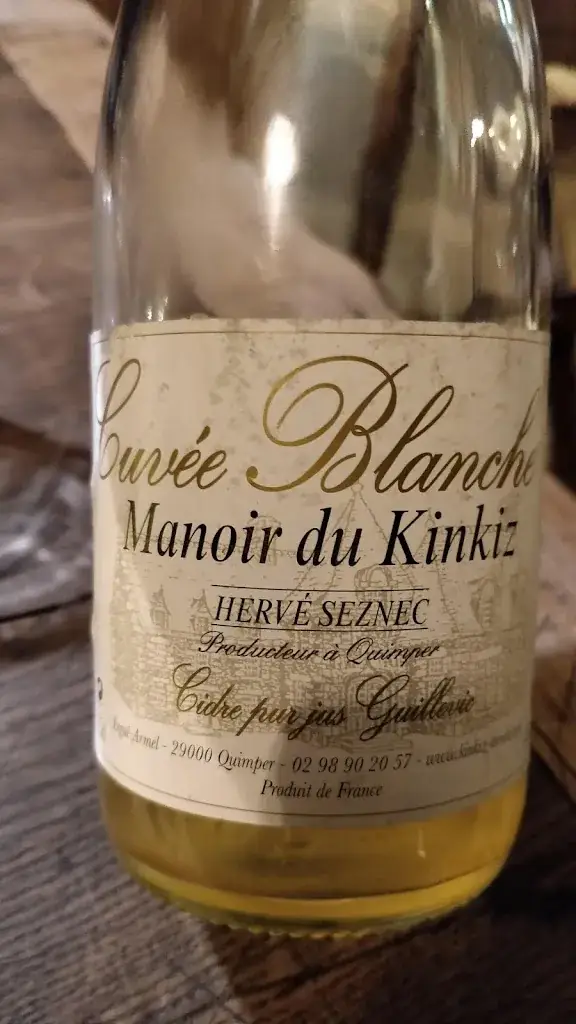 Cuvée Blanche
Manoir du Kinkiz
HERVÉ SEZNEC
Producteur à Quimper
Cidre pur jus Guillevic
Armel - 29000 Quimper - 02 98 90 20 57 -
Produit de France